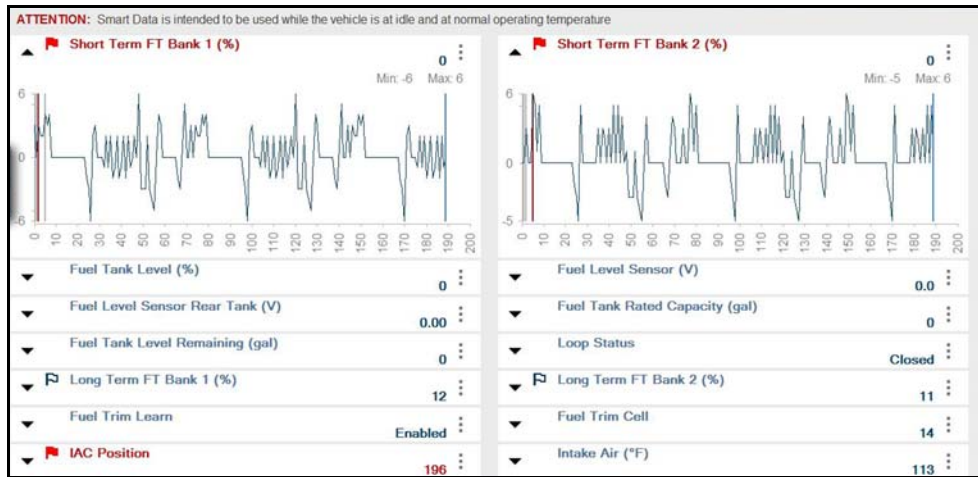 ATTENTION: Smart Data is intended to be used while the vehicle is at idle and at normal operating temperature
Short Term FT Bank 1 (%)
0
Min: -6 Max: 6
6
0
-6
0 10 20 30 40 50 60 70 80 90 100 110 120 130 140 150 160 170 180 190 200
Short Term FT Bank 2 (%)
0
Min: -5 Max: 6
6
0
-5
0 10 20 30 40 50 60 70 80 90 100 110 120 130 140 150 160 170 180 190 200
Fuel Tank Level (%)
0
Fuel Level Sensor (V)
0.0
Fuel Level Sensor Rear Tank (V)
0.00
Fuel Tank Rated Capacity (gal)
0
Fuel Tank Level Remaining (gal)
0
Loop Status
Closed
Long Term FT Bank 1 (%)
12
Long Term FT Bank 2 (%)
11
Fuel Trim Learn
Enabled
Fuel Trim Cell
14
IAC Position
196
Intake Air (°F)
113